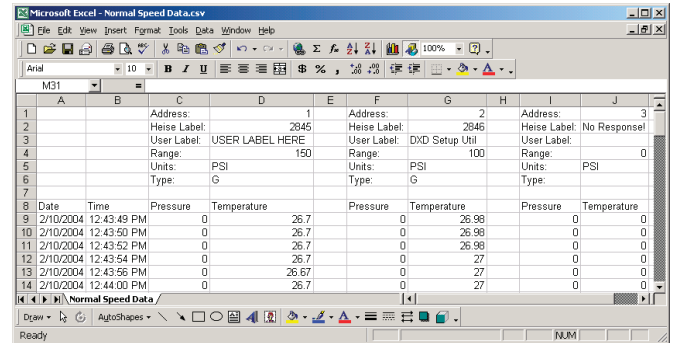 Microsoft Excel - Normal Speed Data.csv
File Edit View Insert Format Tools Data Window Help
100%
Arial 10 B I U $ % ,
M31 =
A B C D E F G H I J
1 Address: 1 Address: 2 Address: 3
2 Heise Label: 2845 Heise Label: 2846 Heise Label: No Response!
3 User Label: USER LABEL HERE User Label: DXD Setup Util User Label:
4 Range: 150 Range: 100 Range: 0
5 Units: PSI Units: PSI Units: PSI
6 Type: G Type: G Type:
7
8 Date Time Pressure Temperature Pressure Temperature Pressure Temperature
9 2/10/2004 12:43:49 PM 0 26.7 0 26.98 0 0
10 2/10/2004 12:43:50 PM 0 26.7 0 26.98 0 0
11 2/10/2004 12:43:52 PM 0 26.7 0 26.98 0 0
12 2/10/2004 12:43:54 PM 0 26.7 0 27 0 0
13 2/10/2004 12:43:56 PM 0 26.67 0 27 0 0
14 2/10/2004 12:44:00 PM 0 26.7 0 27 0 0
Normal Speed Data
Draw AutoShapes
Ready NUM